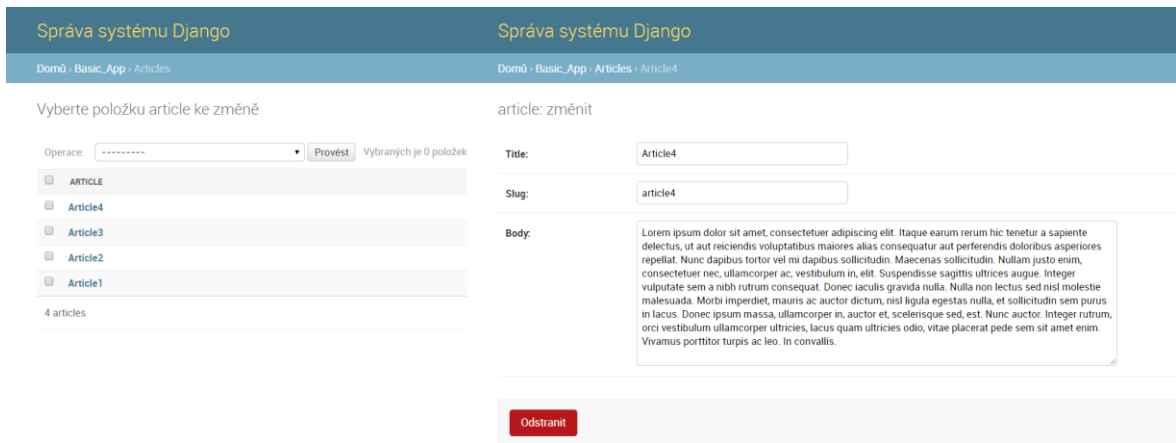 Správa systému Django
Domů › Basic_App › Articles
Vyberte položku article ke změně
Operace: --------- Provést Vybraných je 0 položek
ARTICLE
Article4
Article3
Article2
Article1
4 articles
Správa systému Django
Domů › Basic_App › Articles › Article4
article: změnit
Title: Article4
Slug: article4
Body: Lorem ipsum dolor sit amet, consectetuer adipiscing elit. Itaque earum rerum hic tenetur a sapiente
delectus, ut aut reiciendis voluptatibus maiores alias consequatur aut perferendis doloribus asperiores
repellat. Nunc dapibus tortor vel mi dapibus sollicitudin. Maecenas sollicitudin. Nullam justo enim,
consectetuer nec, ullamcorper ac, vestibulum in, elit. Suspendisse sagittis ultrices augue. Integer
vulputate sem a nibh rutrum consequat. Donec iaculis gravida nulla. Nulla non lectus sed nisl molestie
malesuada. Morbi imperdiet, mauris ac auctor dictum, nisl ligula egestas nulla, et sollicitudin sem purus
in lacus. Donec ipsum massa, ullamcorper in, auctor et, scelerisque sed, est. Nunc auctor. Integer rutrum,
orci vestibulum ullamcorper ultricies, lacus quam ultricies odio, vitae placerat pede sem sit amet enim.
Vivamus porttitor turpis ac leo. In convallis.
Odstranit